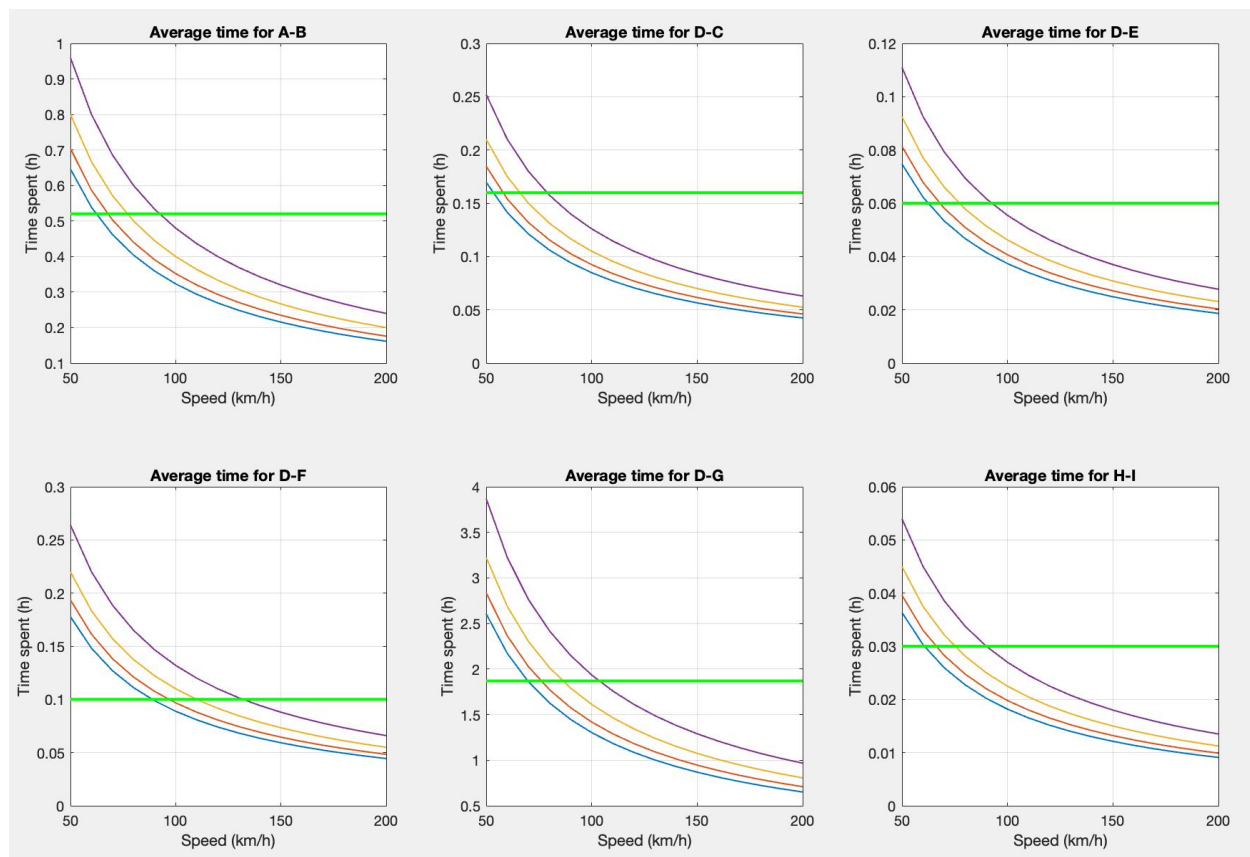 Average time for A-B
1
0.9
0.8
0.7
0.6
0.5
0.4
0.3
0.2
0.1
Time spent (h)
50 100 150 200
Speed (km/h)
Average time for D-C
0.3
0.25
0.2
0.15
0.1
0.05
0
Time spent (h)
50 100 150 200
Speed (km/h)
Average time for D-E
0.12
0.1
0.08
0.06
0.04
0.02
0
Time spent (h)
50 100 150 200
Speed (km/h)
Average time for D-F
0.3
0.25
0.2
0.15
0.1
0.05
0
Time spent (h)
50 100 150 200
Speed (km/h)
Average time for D-G
4
3.5
3
2.5
2
1.5
1
0.5
Time spent (h)
50 100 150 200
Speed (km/h)
Average time for H-I
0.06
0.05
0.04
0.03
0.02
0.01
0
Time spent (h)
50 100 150 200
Speed (km/h)